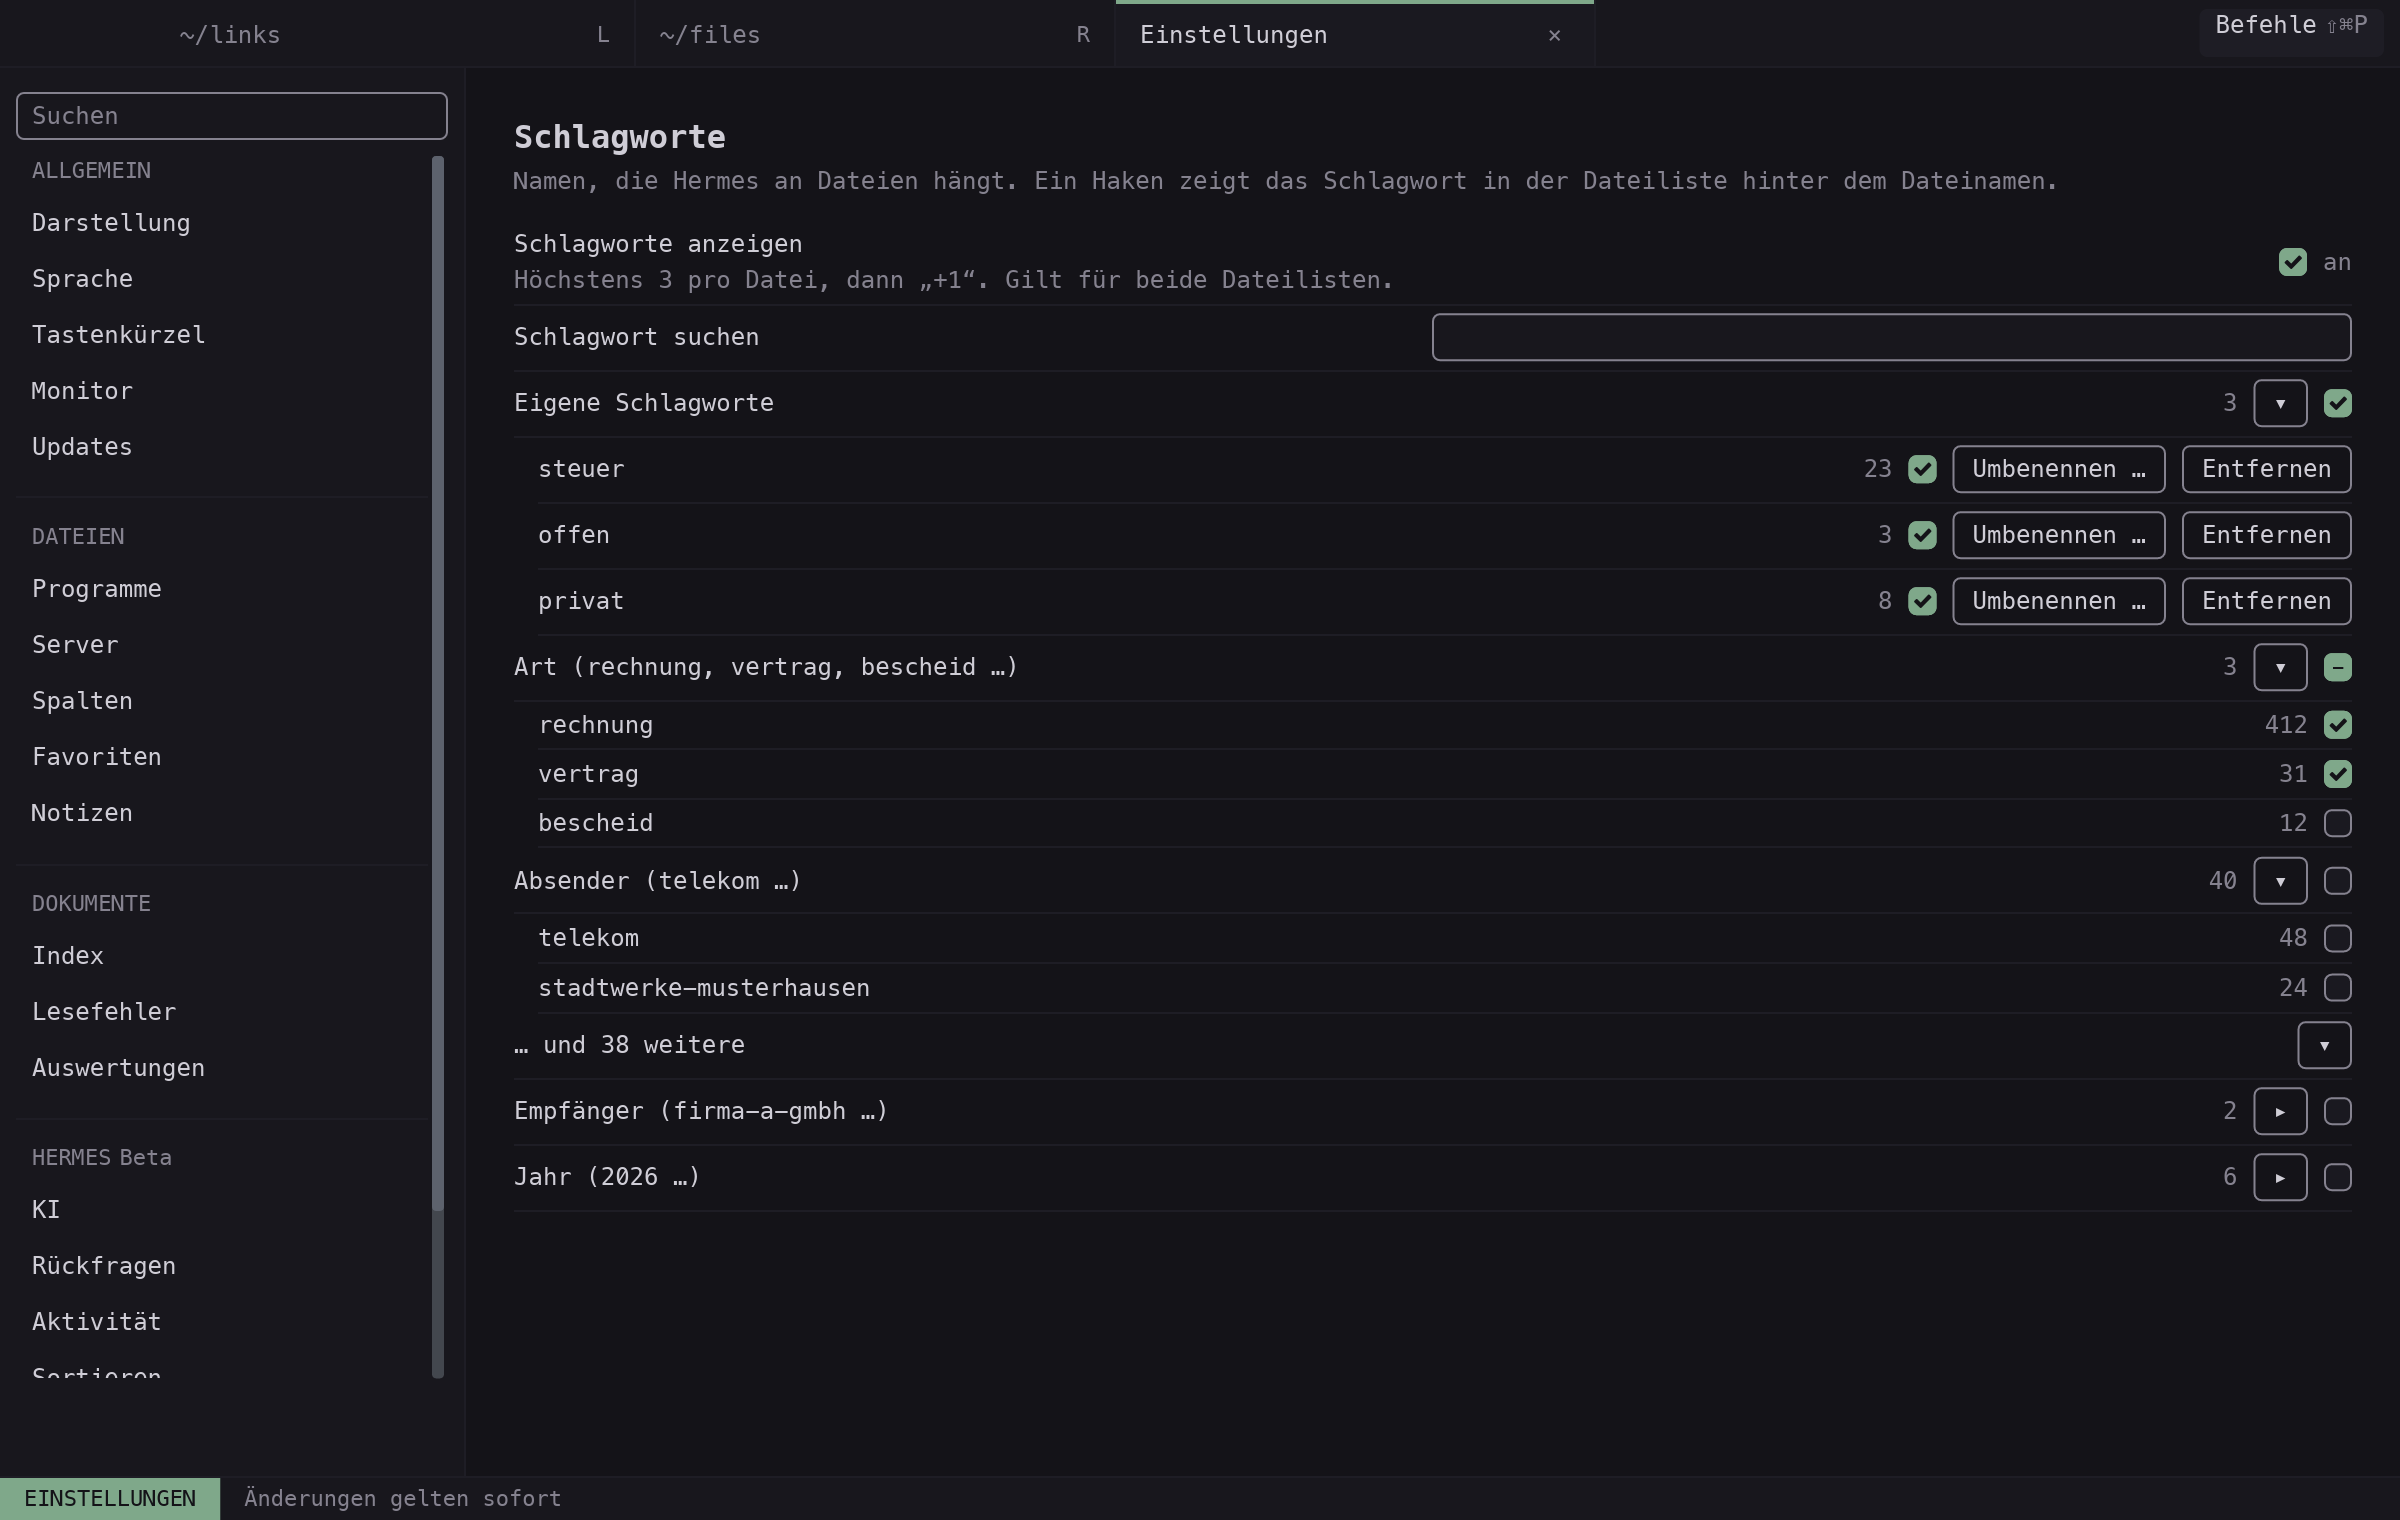 ~/links L ~/files R Einstellungen × Befehle ⇧⌘P
Suchen
ALLGEMEIN
Darstellung
Sprache
Tastenkürzel
Monitor
Updates
DATEIEN
Programme
Server
Spalten
Favoriten
Notizen
DOKUMENTE
Index
Lesefehler
Auswertungen
HERMES Beta
KI
Rückfragen
Aktivität
Sortieren
Schlagworte
Namen, die Hermes an Dateien hängt. Ein Haken zeigt das Schlagwort in der Dateiliste hinter dem Dateinamen.
Schlagworte anzeigen
Höchstens 3 pro Datei, dann „+1“. Gilt für beide Dateilisten.
an
Schlagwort suchen
Eigene Schlagworte 3 ▾
steuer 23 Umbenennen … Entfernen
offen 3 Umbenennen … Entfernen
privat 8 Umbenennen … Entfernen
Art (rechnung, vertrag, bescheid …) 3 ▾
rechnung 412
vertrag 31
bescheid 12
Absender (telekom …) 40 ▾
telekom 48
stadtwerke-musterhausen 24
… und 38 weitere ▾
Empfänger (firma-a-gmbh …) 2 ▸
Jahr (2026 …) 6 ▸
EINSTELLUNGEN Änderungen gelten sofort